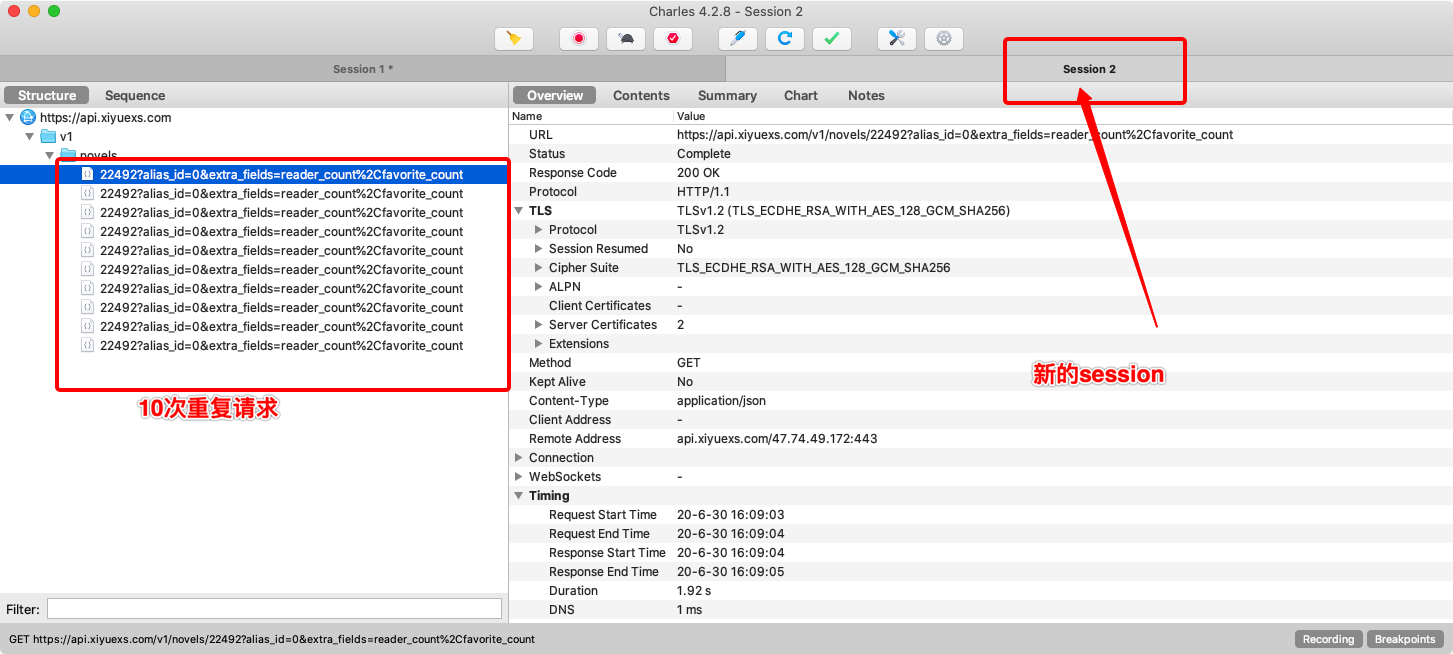 Charles 4.2.8 - Session 2
Session 1 *
Session 2
Structure
Sequence
https://api.xiyuexs.com
v1
novels
22492?alias_id=0&extra_fields=reader_count%2Cfavorite_count
22492?alias_id=0&extra_fields=reader_count%2Cfavorite_count
22492?alias_id=0&extra_fields=reader_count%2Cfavorite_count
22492?alias_id=0&extra_fields=reader_count%2Cfavorite_count
22492?alias_id=0&extra_fields=reader_count%2Cfavorite_count
22492?alias_id=0&extra_fields=reader_count%2Cfavorite_count
22492?alias_id=0&extra_fields=reader_count%2Cfavorite_count
22492?alias_id=0&extra_fields=reader_count%2Cfavorite_count
22492?alias_id=0&extra_fields=reader_count%2Cfavorite_count
22492?alias_id=0&extra_fields=reader_count%2Cfavorite_count
10次重复请求
Filter:
Overview Contents Summary Chart Notes
Name Value
URL https://api.xiyuexs.com/v1/novels/22492?alias_id=0&extra_fields=reader_count%2Cfavorite_count
Status Complete
Response Code 200 OK
Protocol HTTP/1.1
TLS TLSv1.2 (TLS_ECDHE_RSA_WITH_AES_128_GCM_SHA256)
Protocol TLSv1.2
Session Resumed No
Cipher Suite TLS_ECDHE_RSA_WITH_AES_128_GCM_SHA256
ALPN -
Client Certificates -
Server Certificates 2
Extensions
Method GET
Kept Alive No
Content-Type application/json
Client Address -
Remote Address api.xiyuexs.com/47.74.49.172:443
Connection
WebSockets -
Timing
Request Start Time 20-6-30 16:09:03
Request End Time 20-6-30 16:09:04
Response Start Time 20-6-30 16:09:04
Response End Time 20-6-30 16:09:05
Duration 1.92 s
DNS 1 ms
新的session
GET https://api.xiyuexs.com/v1/novels/22492?alias_id=0&extra_fields=reader_count%2Cfavorite_count
Recording
Breakpoints